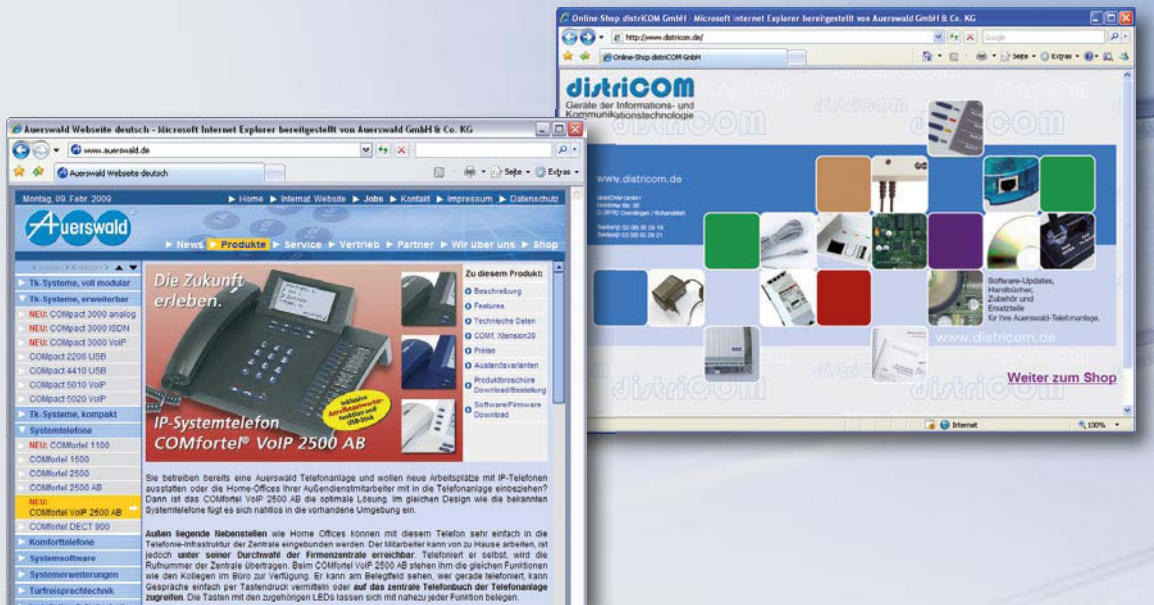 Online-Shop distriCOM GmbH - Microsoft Internet Explorer bereitgestellt von Auerswald GmbH & Co. KG
http://www.districom.de/
Google
Online-Shop distriCOM GmbH
Seite
Extras
distriCOM
Geräte der Informations- und
Kommunikationstechnologie
www.districom.de
distriCOM GmbH
Software-Updates,
Handbücher,
Zubehör und
Ersatzteile
für Ihre Auerswald-Telefonanlage.
www.districom.de
Weiter zum Shop
Internet
100%
Auerswald Webseite deutsch - Microsoft Internet Explorer bereitgestellt von Auerswald GmbH & Co. KG
www.auerswald.de
Auerswald Webseite deutsch
Seite
Extras
Montag, 09. Febr. 2009
Home Internat. Website Jobs Kontakt Impressum Datenschutz
Auerswald
News Produkte Service Vertrieb Partner Wir über uns Shop
Tk-Systeme, voll modular
Tk-Systeme, erweiterbar
NEU: COMpact 3000 analog
NEU: COMpact 3000 ISDN
NEU: COMpact 3000 VoIP
COMpact 2206 USB
COMpact 4410 USB
COMpact 5010 VoIP
COMpact 5020 VoIP
Tk-Systeme, kompakt
Systemtelefone
NEU: COMfortel 1100
COMfortel 1500
COMfortel 2500
COMfortel 2500 AB
NEU:
COMfortel VoIP 2500 AB
COMfortel DECT 900
Komforttelefone
Systemsoftware
Systemerweiterungen
Türfreisprechtechnik
Die Zukunft
erleben.
inklusive
Anrufbeantworter-
funktion und
USB-Stick
IP-Systemtelefon
COMfortel® VoIP 2500 AB
Zu diesem Produkt:
Beschreibung
Features
Technische Daten
COMf. Xtension30
Preise
Auslandsvarianten
Produktbroschüre
Download/Bestellung
Software/Firmware
Download
Sie betreiben bereits eine Auerswald Telefonanlage und wollen neue Arbeitsplätze mit IP-Telefonen
ausstatten oder die Home-Offices Ihrer Außendienstmitarbeiter mit in die Telefonanlage einbeziehen?
Dann ist das COMfortel VoIP 2500 AB die optimale Lösung. Im gleichen Design wie die bekannten
Systemtelefone fügt es sich nahtlos in die vorhandene Umgebung ein.
Außen liegende Nebenstellen wie Home Offices können mit diesem Telefon sehr einfach in die
Telefonie-Infrastruktur der Zentrale eingebunden werden. Der Mitarbeiter kann von zu Hause arbeiten, ist
jedoch unter seiner Durchwahl der Firmenzentrale erreichbar. Telefoniert er selbst, wird die
Rufnummer der Zentrale übertragen. Beim COMfortel VoIP 2500 AB stehen ihm die gleichen Funktionen
wie den Kollegen im Büro zur Verfügung. Er kann am Belegtfeld sehen, wer gerade telefoniert, kann
Gespräche einfach per Tastendruck vermitteln oder auf das zentrale Telefonbuch der Telefonanlage
zugreifen. Die Tasten mit den zugehörigen LEDs lassen sich mit nahezu jeder Funktion belegen.